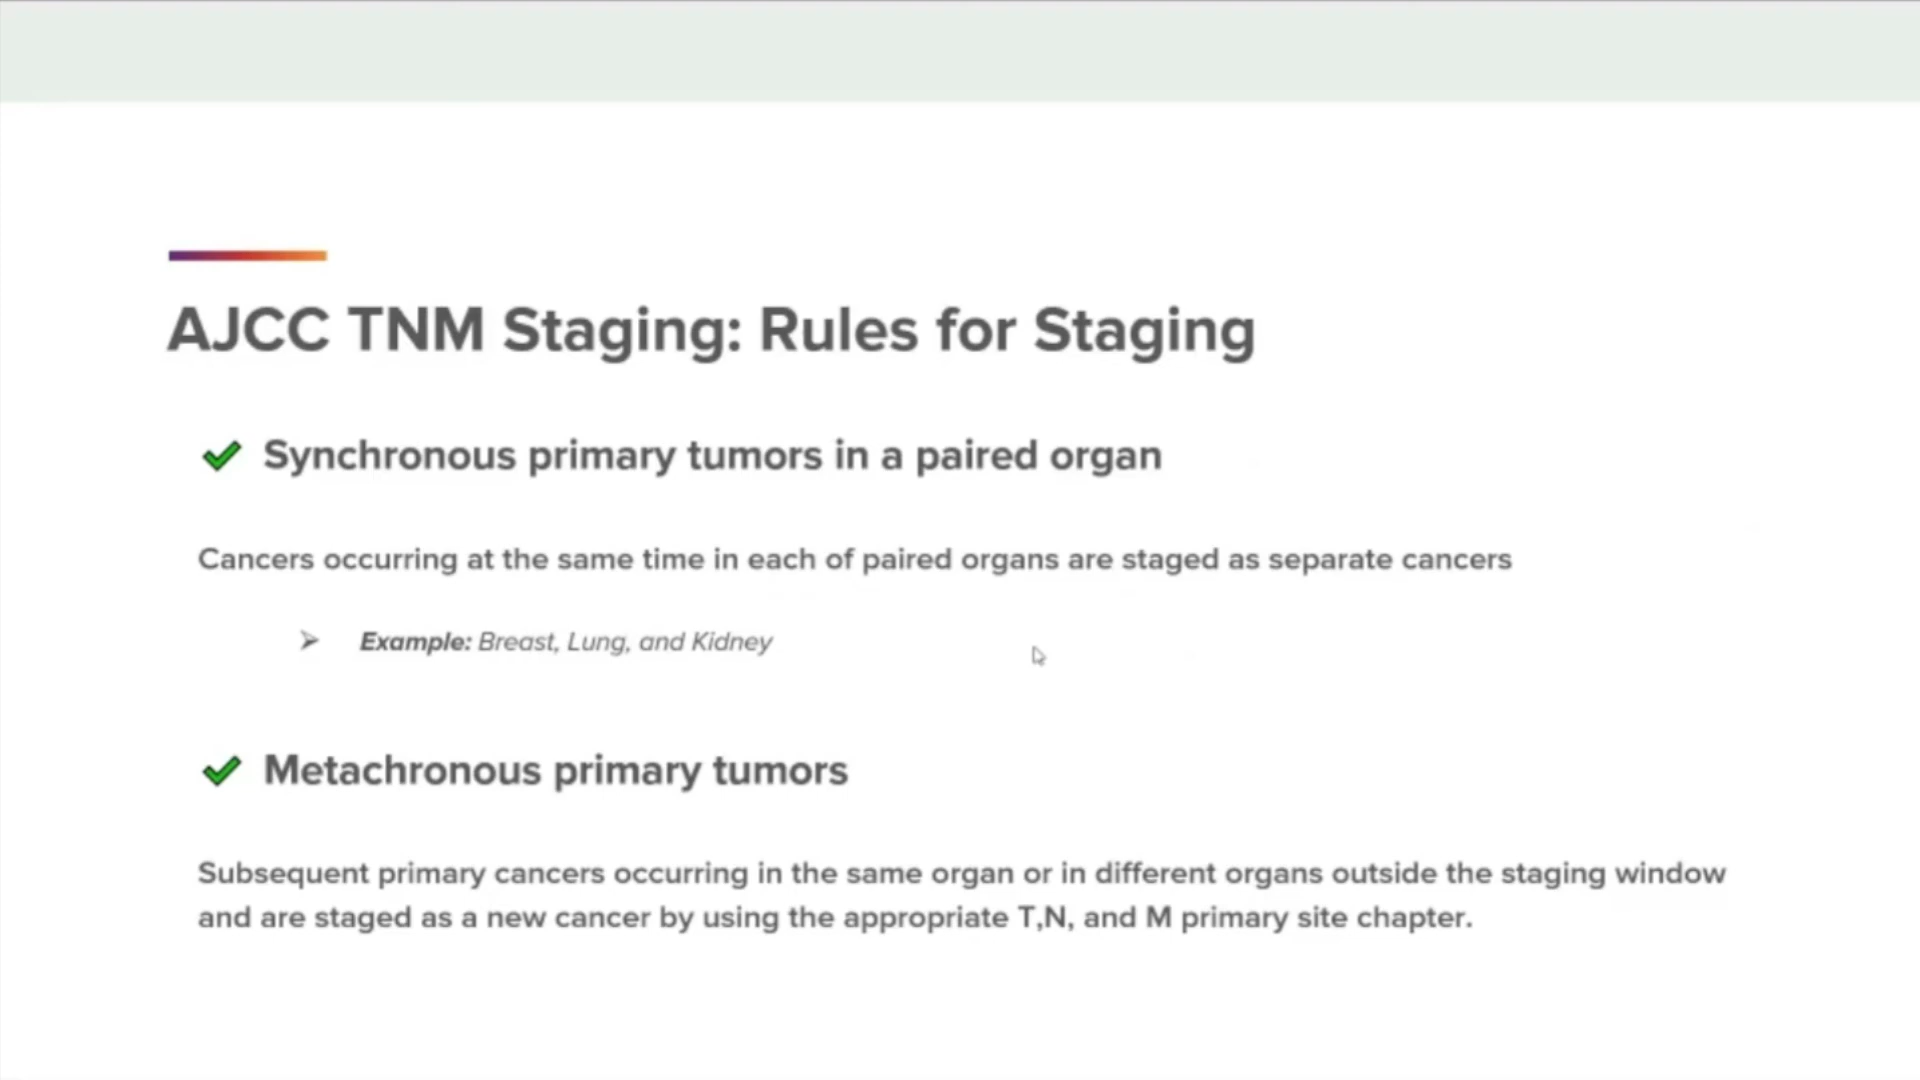 AJCC TNM Staging: Rules for Staging
Synchronous primary tumors in a paired organ
Cancers occurring at the same time in each of paired organs are staged as separate cancers
Example: Breast, Lung, and Kidney
Metachronous primary tumors
Subsequent primary cancers occurring in the same organ or in different organs outside the staging window
and are staged as a new cancer by using the appropriate T,N, and M primary site chapter.